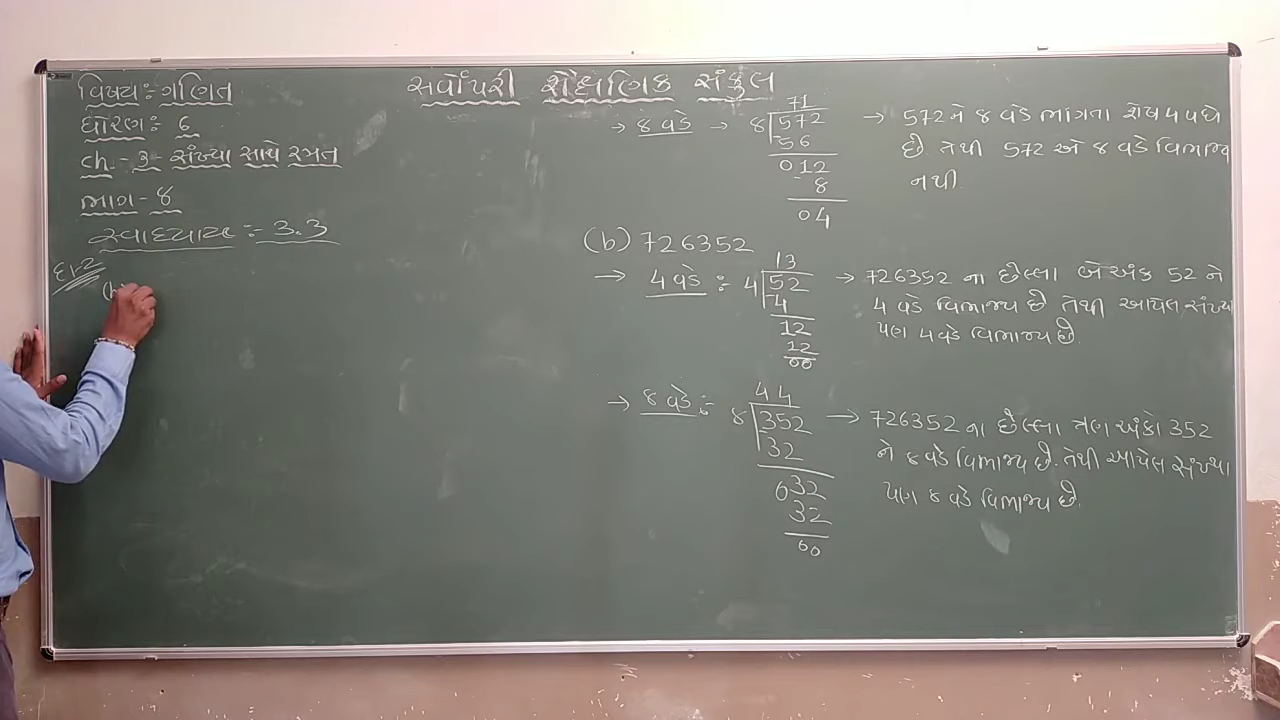 સર્વોપરી શૈક્ષણિક સંકુલ
વિષય:- ગણિત
ધોરણ:- 6
ch. - 3 - સંખ્યા સાથે રમત
ભાગ - 8
સ્વાધ્યાય :- 3.3
દા-2
(b)
→ 8 વડે →
71
8 572
56
012
- 8
04
→ 572 ને 8 વડે ભાગતા શેષ 4 વધે
છે. તેથી 572 એ 8 વડે વિભાજ્ય
નથી.
(b) 726352
→ 4 વડે ÷
13
4 52
4
12
12
00
→ 726352 ના છેલ્લા બે અંક 52 ને
4 વડે વિભાજ્ય છે તેથી આપેલ સંખ્યા
પણ 4 વડે વિભાજ્ય છે.
→ 8 વડે ÷
44
8 352
32
032
32
00
→ 726352 ના છેલ્લા ત્રણ અંકો 352
ને 8 વડે વિભાજ્ય છે. તેથી આપેલ સંખ્યા
પણ 8 વડે વિભાજ્ય છે.